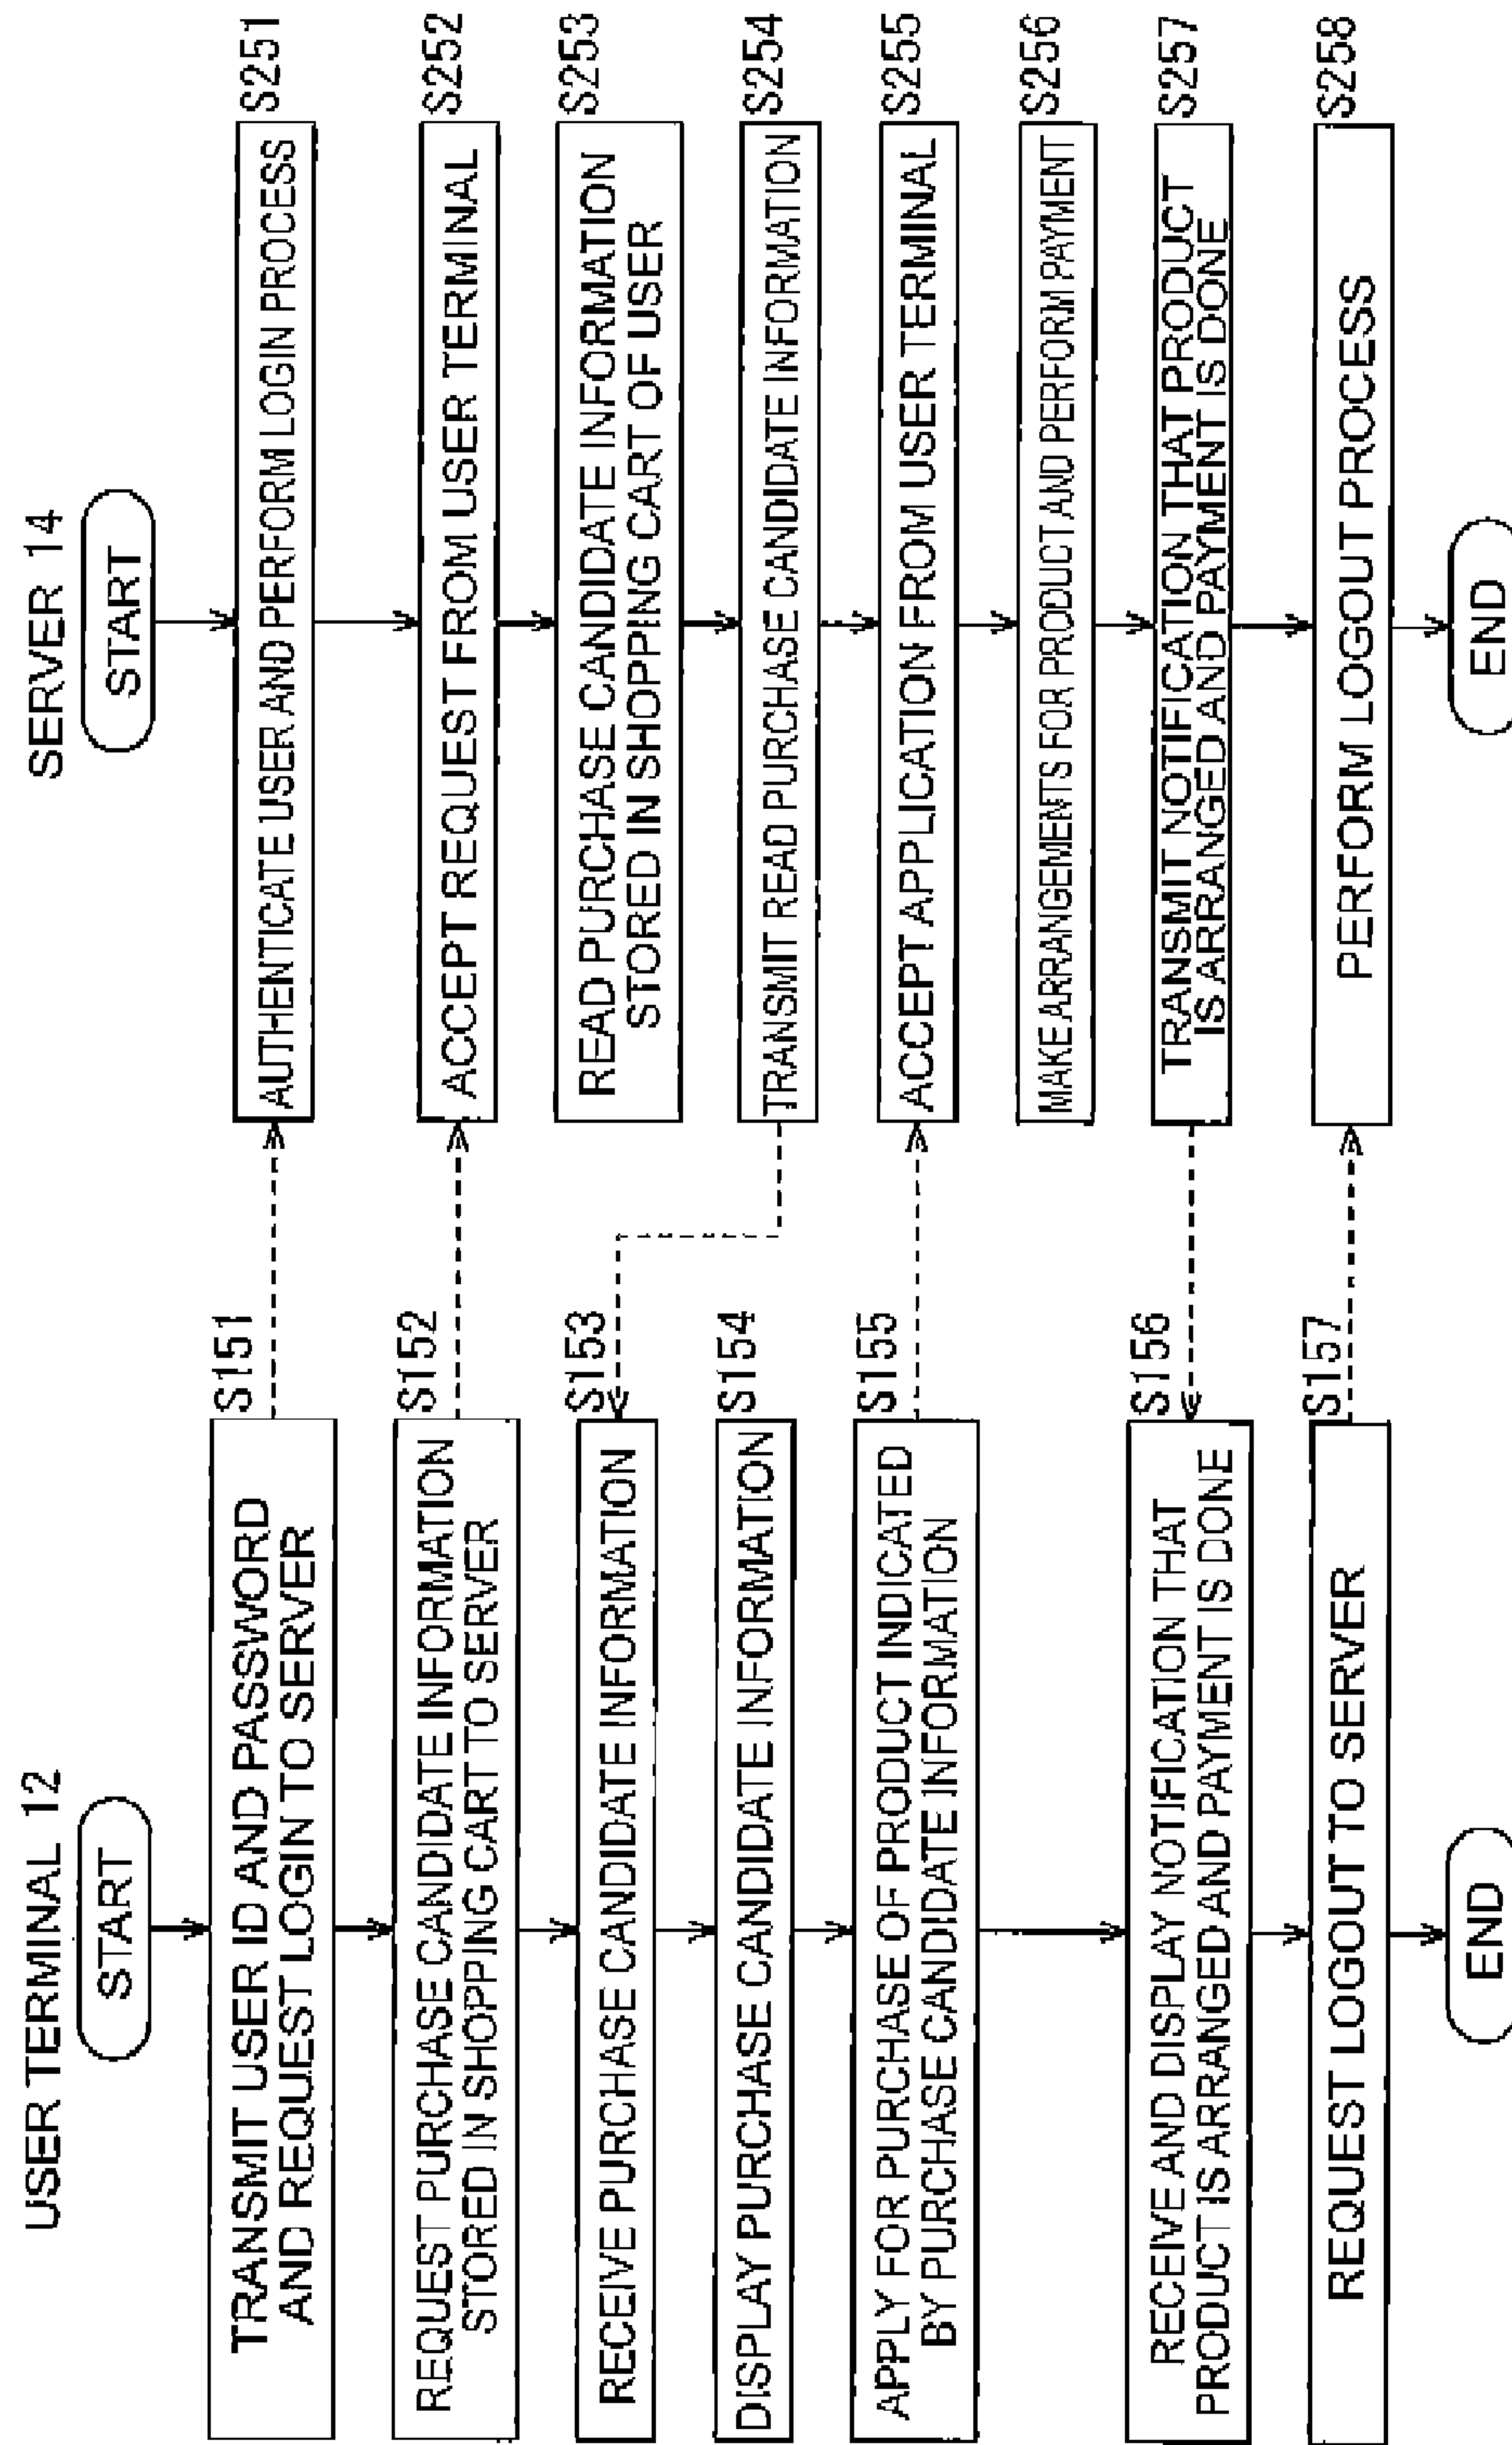 USER TERMINAL 12
START
S151
TRANSMIT USER ID AND PASSWORD
AND REQUEST LOGIN TO SERVER
S152
REQUEST PURCHASE CANDIDATE INFORMATION
STORED IN SHOPPING CART TO SERVER
S153
RECEIVE PURCHASE CANDIDATE INFORMATION
S154
DISPLAY PURCHASE CANDIDATE INFORMATION
S155
APPLY FOR PURCHASE OF PRODUCT INDICATED
BY PURCHASE CANDIDATE INFORMATION
S156
RECEIVE AND DISPLAY NOTIFICATION THAT
PRODUCT IS ARRANGED AND PAYMENT IS DONE
S157
REQUEST LOGOUT TO SERVER
END
SERVER 14
START
S251
AUTHENTICATE USER AND PERFORM LOGIN PROCESS
S252
ACCEPT REQUEST FROM USER TERMINAL
S253
READ PURCHASE CANDIDATE INFORMATION
STORED IN SHOPPING CART OF USER
S254
TRANSMIT READ PURCHASE CANDIDATE INFORMATION
S255
ACCEPT APPLICATION FROM USER TERMINAL
S256
MAKE ARRANGEMENTS FOR PRODUCT AND PERFORM PAYMENT
S257
TRANSMIT NOTIFICATION THAT PRODUCT
IS ARRANGED AND PAYMENT IS DONE
S258
PERFORM LOGOUT PROCESS
END